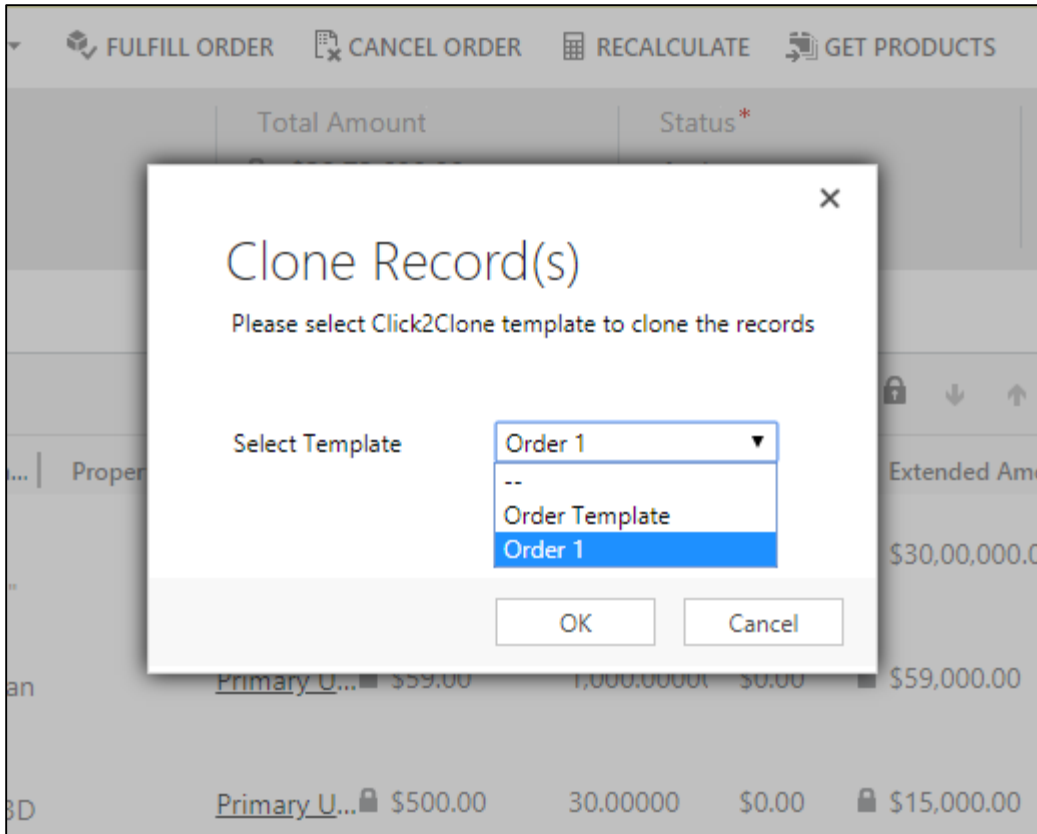 FULFILL ORDER CANCEL ORDER RECALCULATE GET PRODUCTS
Total Amount Status*
Clone Record(s)
Please select Click2Clone template to clone the records
Select Template Order 1
--
Order Template
Order 1
Extended Am
$30,00,000.0
OK Cancel
an Primary U... $59.00 $0.00 $59,000.00
3D Primary U... $500.00 30.00000 $0.00 $15,000.00